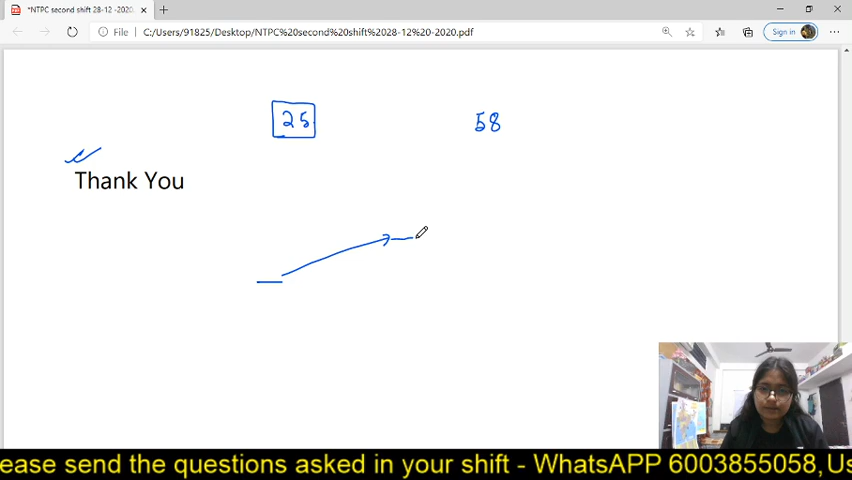 *NTPC second shift 28-12 -2020.
Sign in
File
C:/Users/91825/Desktop/NTPC%20second%20shift%2028-12%20-2020.pdf
25
58
Thank You
ease send the questions asked in your shift - WhatsAPP 6003855058,Us